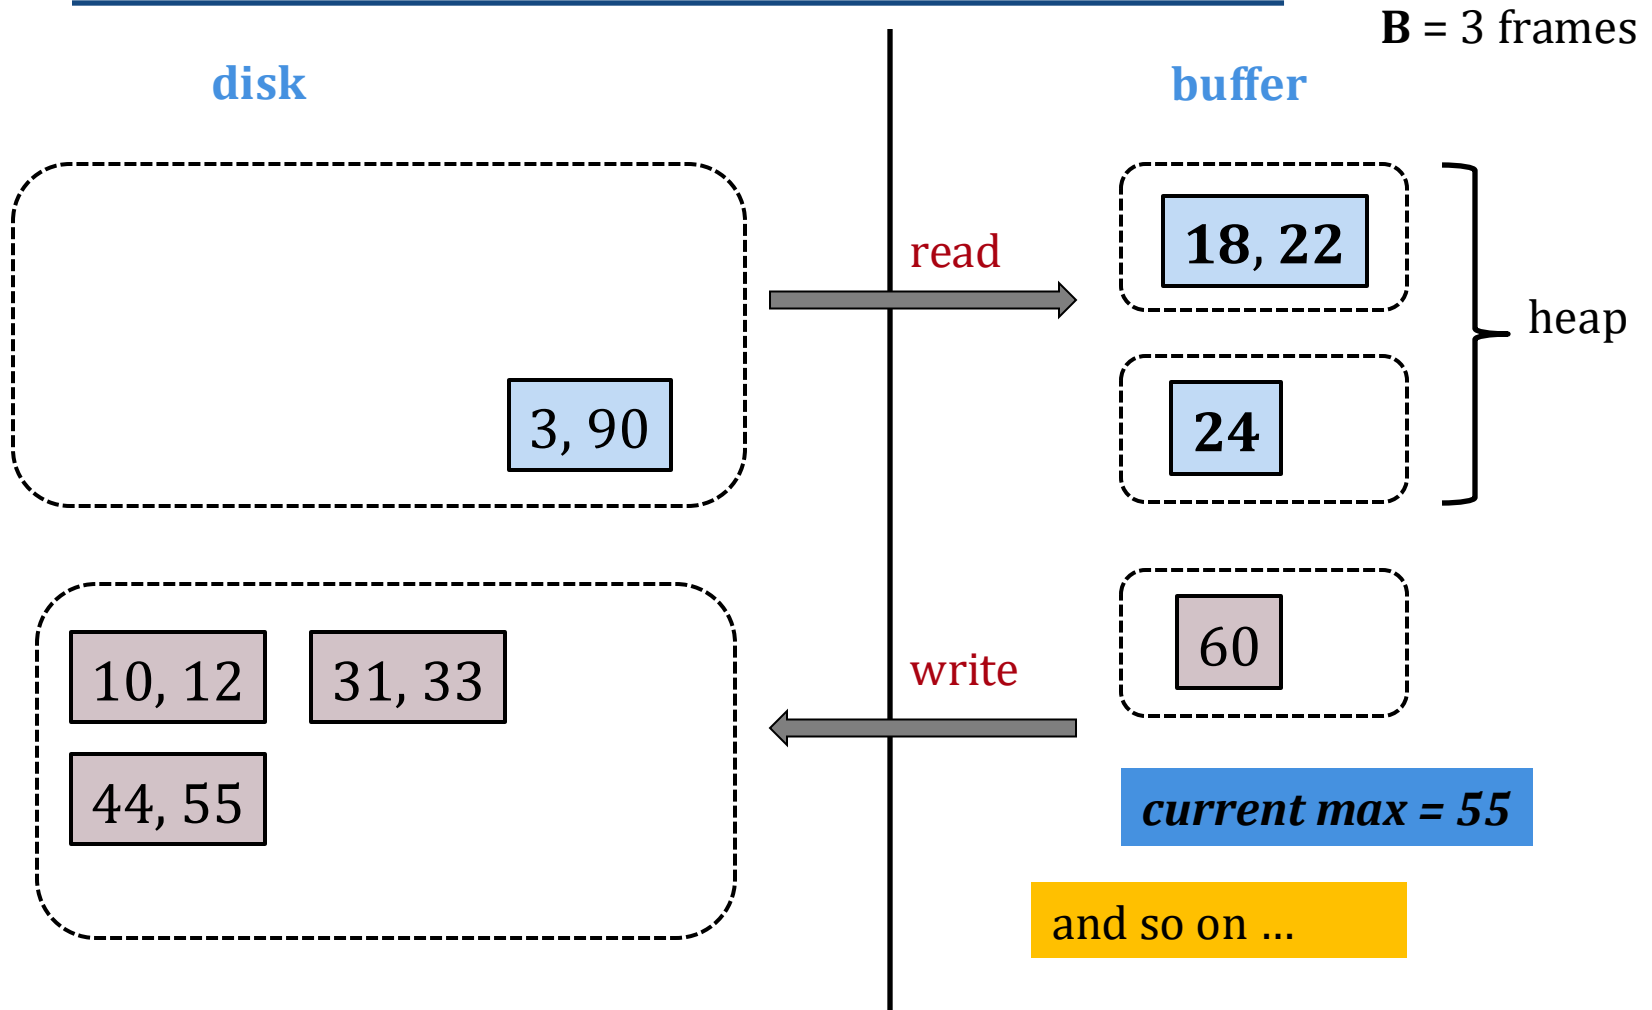 B = 3 frames
disk
buffer
18, 22
read
heap
3, 90
24
60
10, 12
31, 33
write
44, 55
current max = 55
and so on …